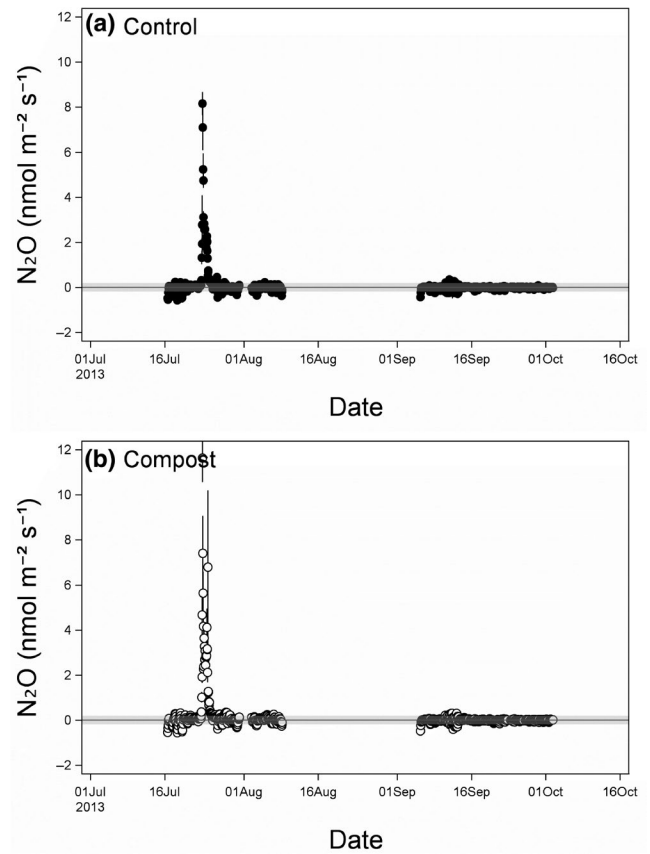 (a) Control
N₂O (nmol m⁻² s⁻¹)
12
10
8
6
4
2
0
−2
01Jul 16Jul 01Aug 16Aug 01Sep 16Sep 01Oct 16Oct
2013
Date
(b) Compost
N₂O (nmol m⁻² s⁻¹)
12
10
8
6
4
2
0
−2
01Jul 16Jul 01Aug 16Aug 01Sep 16Sep 01Oct 16Oct
2013
Date